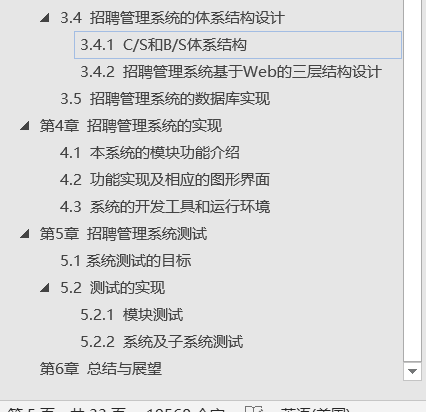 3.4 招聘管理系统的体系结构设计
3.4.1 C/S和B/S体系结构
3.4.2 招聘管理系统基于Web的三层结构设计
3.5 招聘管理系统的数据库实现
第4章 招聘管理系统的实现
4.1 本系统的模块功能介绍
4.2 功能实现及相应的图形界面
4.3 系统的开发工具和运行环境
第5章 招聘管理系统测试
5.1系统测试的目标
5.2 测试的实现
5.2.1 模块测试
5.2.2 系统及子系统测试
第6章 总结与展望